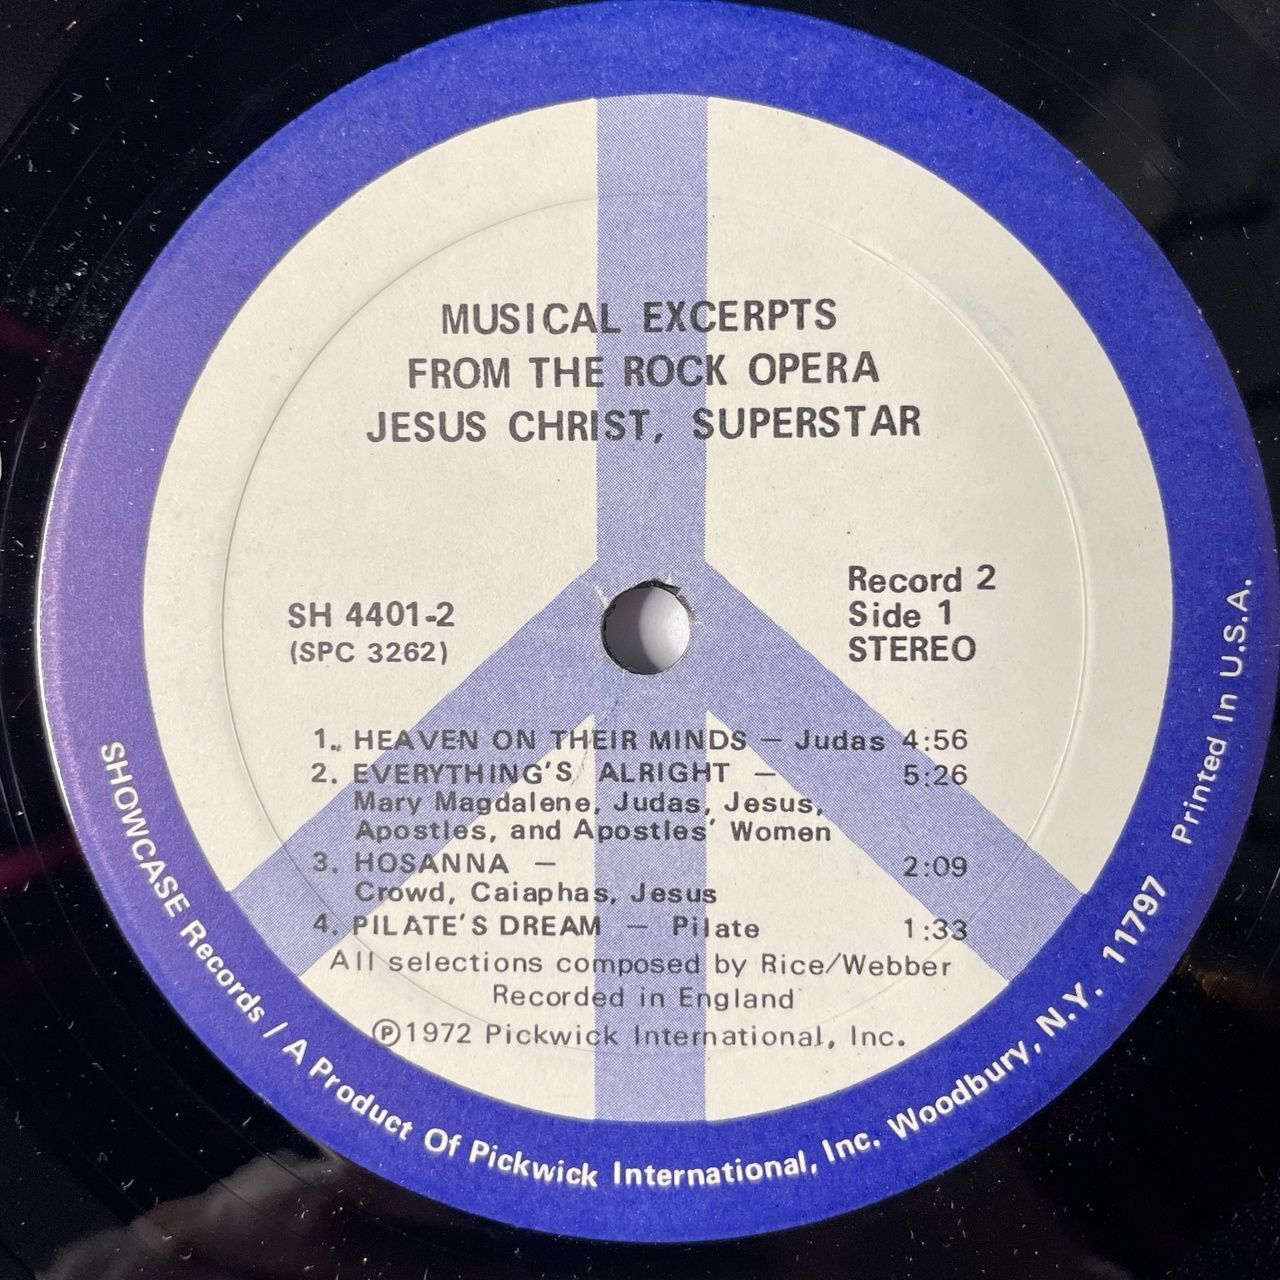 MUSICAL EXCERPTS
FROM THE ROCK OPERA
JESUS CHRIST, SUPERSTAR
SH 4401-2
(SPC 3262)
Record 2
Side 1
STEREO
1. HEAVEN ON THEIR MINDS — Judas 4:56
2. EVERYTHING'S ALRIGHT — 5:26
Mary Magdalene, Judas, Jesus,
Apostles, and Apostles' Women
3. HOSANNA — 2:09
Crowd, Caiaphas, Jesus
4. PILATE'S DREAM — Pilate 1:33
All selections composed by Rice/Webber
Recorded in England
Ⓟ1972 Pickwick International, Inc.
SHOWCASE Records / A Product Of Pickwick International, Inc. Woodbury, N.Y. 11797 Printed In U.S.A.